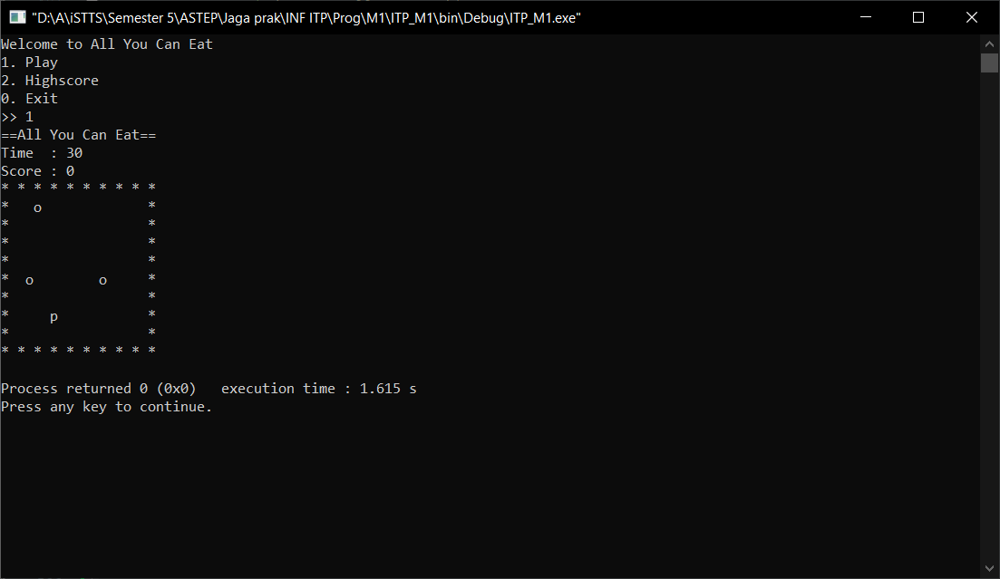 "D:\A\iSTTS\Semester 5\ASTEP\Jaga prak\INF ITP\Prog\M1\ITP_M1\bin\Debug\ITP_M1.exe"
Welcome to All You Can Eat
1. Play
2. Highscore
0. Exit
>> 1
==All You Can Eat==
Time  : 30
Score : 0
* * * * * * * * * *
*   o             *
*                 *
*                 *
*                 *
*  o        o     *
*                 *
*     p           *
*                 *
* * * * * * * * * *
Process returned 0 (0x0)   execution time : 1.615 s
Press any key to continue.